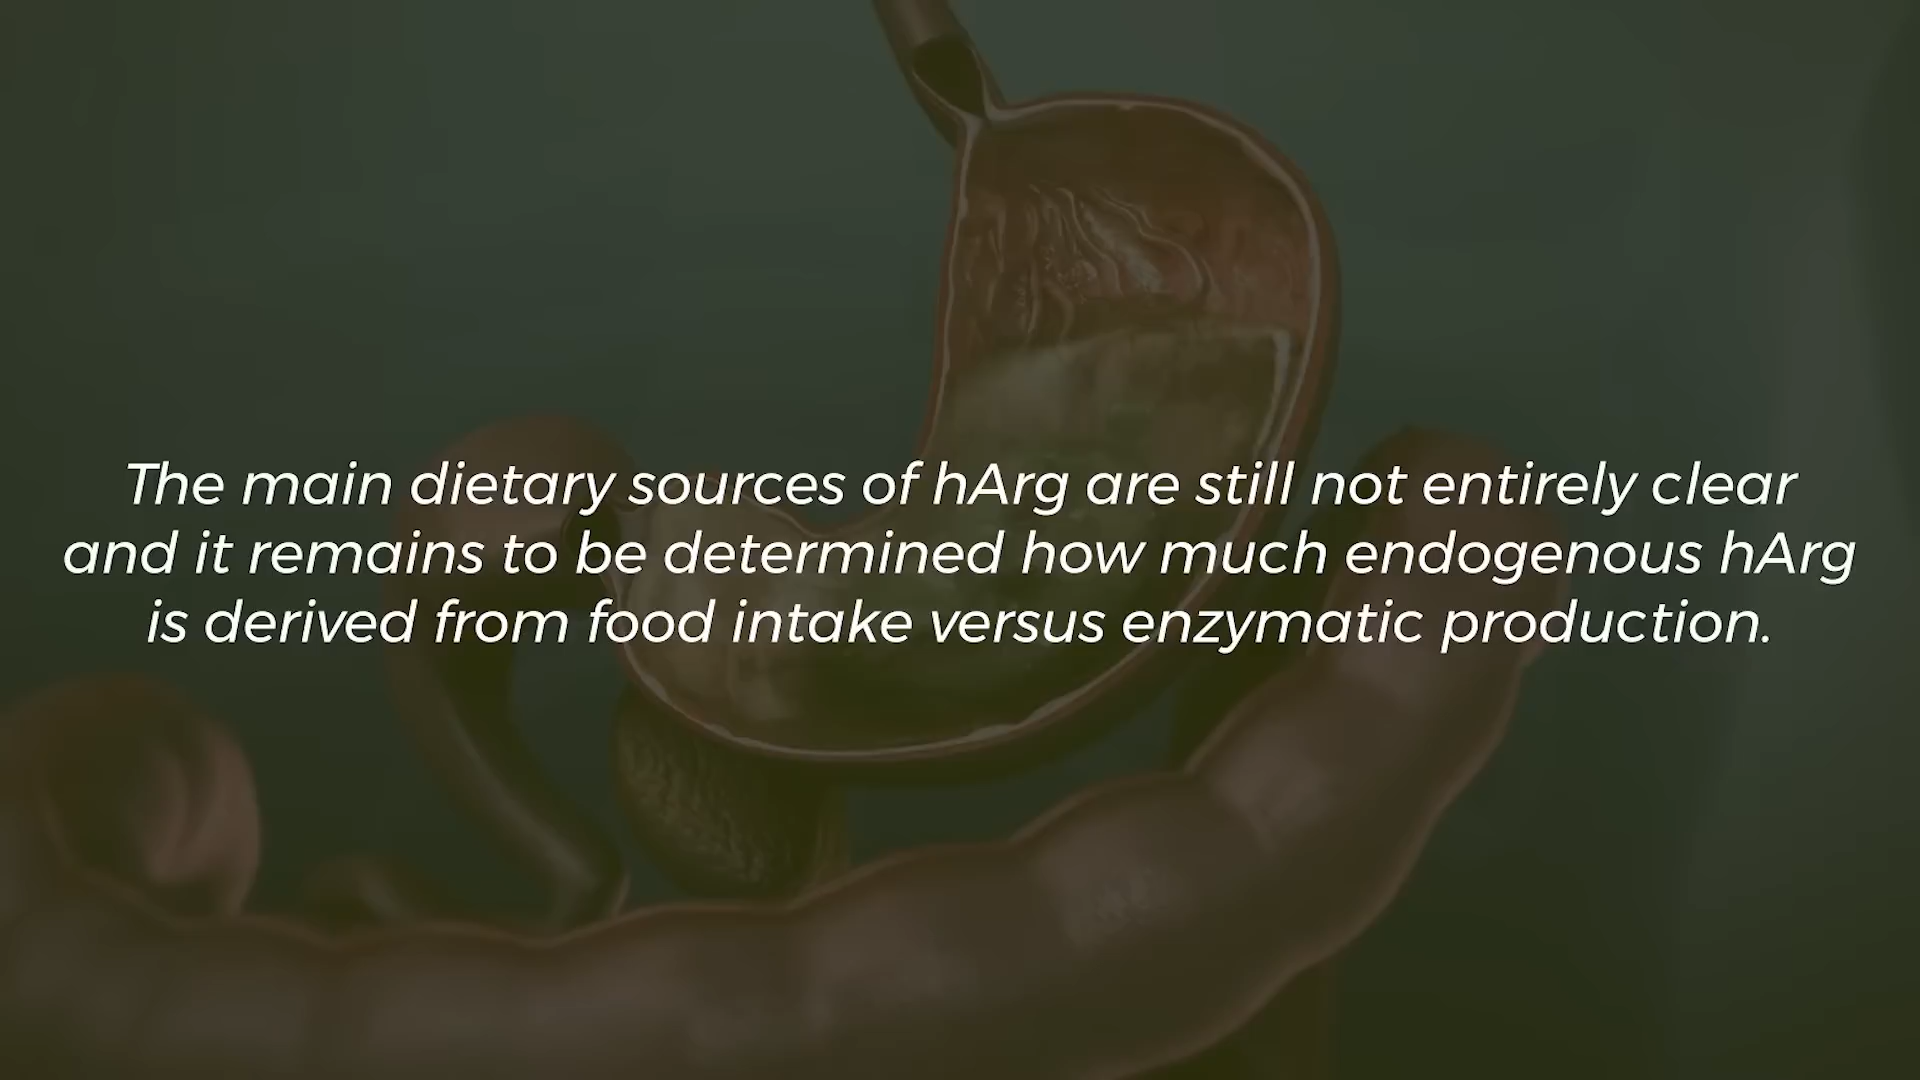 The main dietary sources of hArg are still not entirely clear
and it remains to be determined how much endogenous hArg
is derived from food intake versus enzymatic production.